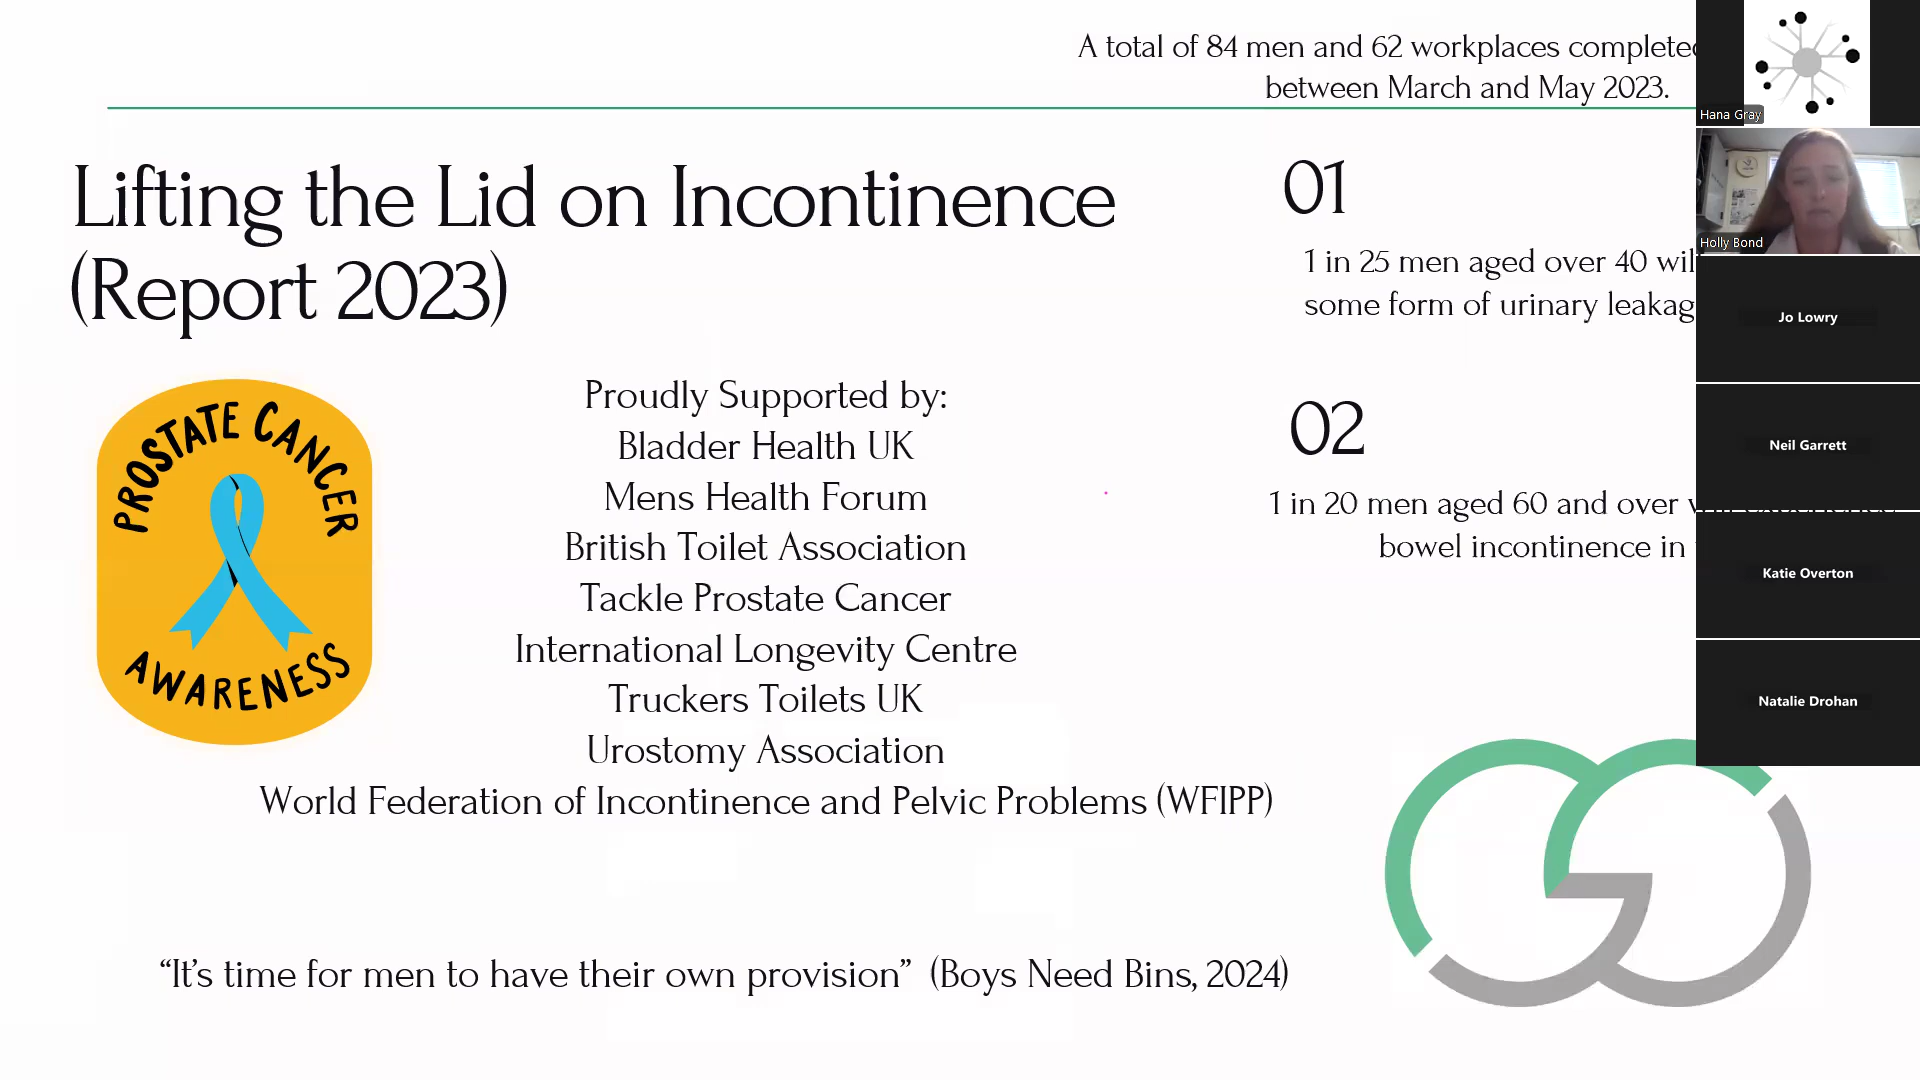 A total of 84 men and 62 workplaces completed
between March and May 2023.
Lifting the Lid on Incontinence
(Report 2023)
01
1 in 25 men aged over 40 will
some form of urinary leakag
02
1 in 20 men aged 60 and over
bowel incontinence in
PROSTATE CANCER
AWARENESS
Proudly Supported by:
Bladder Health UK
Mens Health Forum
British Toilet Association
Tackle Prostate Cancer
International Longevity Centre
Truckers Toilets UK
Urostomy Association
World Federation of Incontinence and Pelvic Problems (WFIPP)
“It’s time for men to have their own provision” (Boys Need Bins, 2024)
Hana Gray
Holly Bond
Jo Lowry
Neil Garrett
Katie Overton
Natalie Drohan